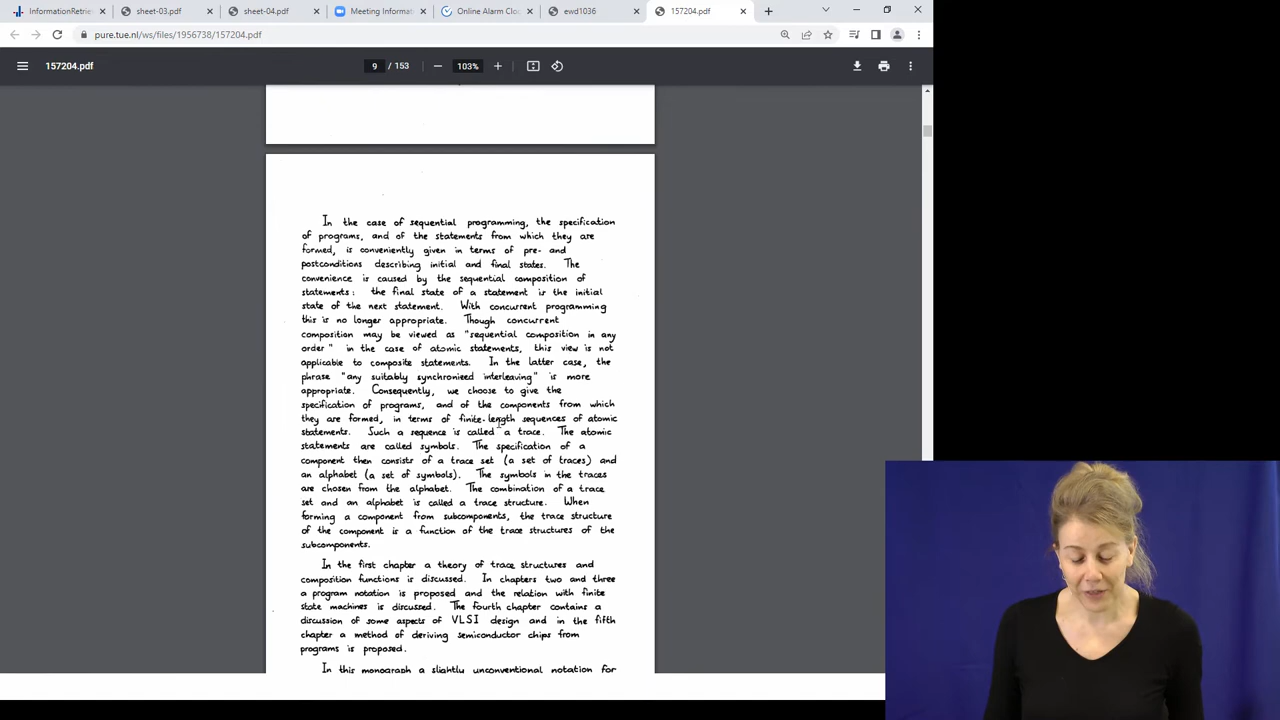 InformationRetrie
sheet-03.pdf
sheet-04.pdf
Meeting Informat
Online Alarm Cloc
ewd1036
157204.pdf
pure.tue.nl/ws/files/1956738/157204.pdf
157204.pdf
9 / 153
103%
In the case of sequential programming, the specification
of programs, and of the statements from which they are
formed, is conveniently given in terms of pre- and
postconditions describing initial and final states. The
convenience is caused by the sequential composition of
statements: the final state of a statement is the initial
state of the next statement. With concurrent programming
this is no longer appropriate. Though concurrent
composition may be viewed as "sequential composition in any
order" in the case of atomic statements, this view is not
applicable to composite statements. In the latter case, the
phrase "any suitably synchronized interleaving" is more
appropriate. Consequently, we choose to give the
specification of programs, and of the components from which
they are formed, in terms of finite-length sequences of atomic
statements. Such a sequence is called a trace. The atomic
statements are called symbols. The specification of a
component then consists of a trace set (a set of traces) and
an alphabet (a set of symbols). The symbols in the traces
are chosen from the alphabet. The combination of a trace
set and an alphabet is called a trace structure. When
forming a component from subcomponents, the trace structure
of the component is a function of the trace structures of the
subcomponents.
In the first chapter a theory of trace structures and
composition functions is discussed. In chapters two and three
a program notation is proposed and the relation with finite
state machines is discussed. The fourth chapter contains a
discussion of some aspects of VLSI design and in the fifth
chapter a method of deriving semiconductor chips from
programs is proposed.
In this monograph a slightly unconventional notation for